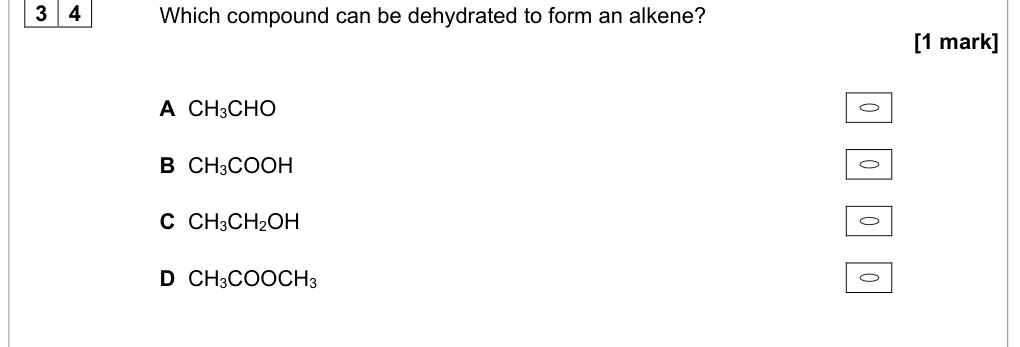 3 4 Which compound can be dehydrated to form an alkene?
[1 mark]
A CH₃CHO
B CH₃COOH
C CH₃CH₂OH
D CH₃COOCH₃